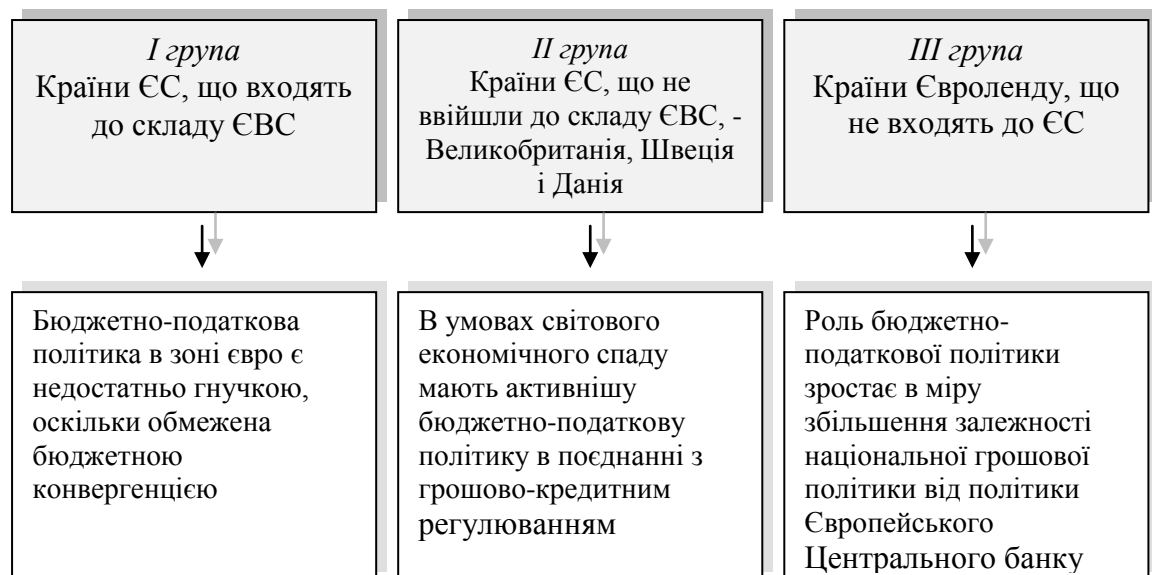 I група
Країни ЄС, що входять
до складу ЄВС
II група
Країни ЄС, що не
ввійшли до складу ЄВС, -
Великобританія, Швеція
і Данія
III група
Країни Євроленду, що
не входять до ЄС
Бюджетно-податкова
політика в зоні євро є
недостатньо гнучкою,
оскільки обмежена
бюджетною
конвергенцією
В умовах світового
економічного спаду
мають активнішу
бюджетно-податкову
політику в поєднанні з
грошово-кредитним
регулюванням
Роль бюджетно-
податкової політики
зростає в міру
збільшення залежності
національної грошової
політики від політики
Європейського
Центрального банку